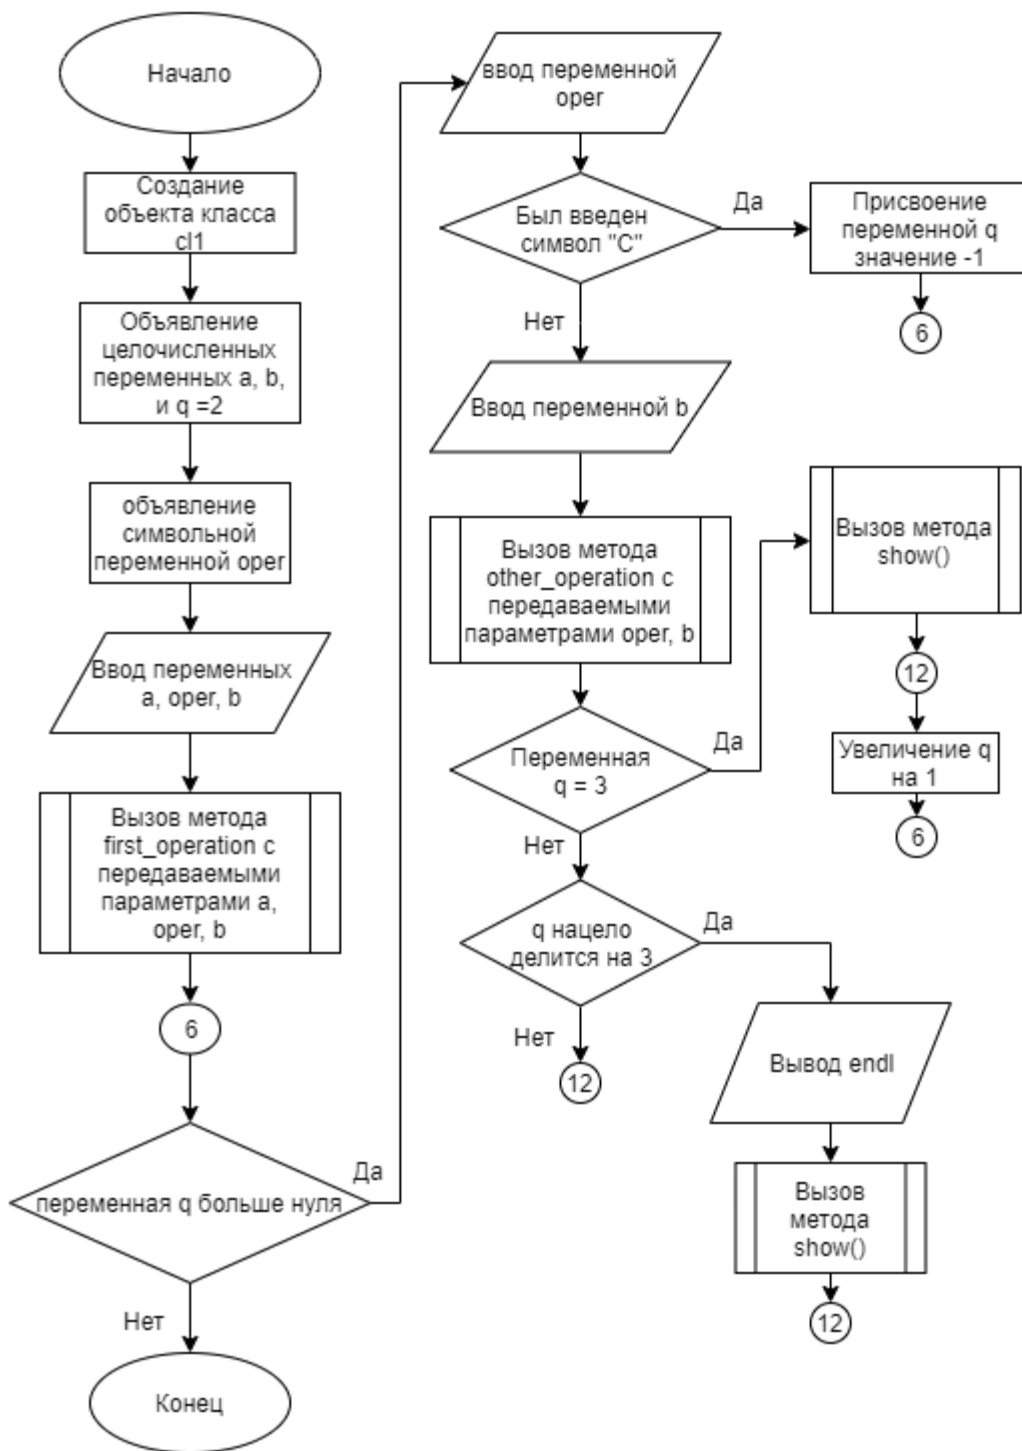 Начало
Создание
объекта класса
cl1
Объявление
целочисленных
переменных a, b,
и q =2
объявление
символьной
переменной oper
Ввод переменных
a, oper, b
Вызов метода
first_operation с
передаваемыми
параметрами a,
oper, b
6
переменная q больше нуля
Да
Нет
Конец
ввод переменной
oper
Был введен
символ "C"
Да
Присвоение
переменной q
значение -1
6
Нет
Ввод переменной b
Вызов метода
other_operation с
передаваемыми
параметрами oper, b
Переменная
q = 3
Да
Вызов метода
show()
12
Увеличение q
на 1
6
Нет
q нацело
делится на 3
Да
Нет
12
Вывод endl
Вызов
метода
show()
12